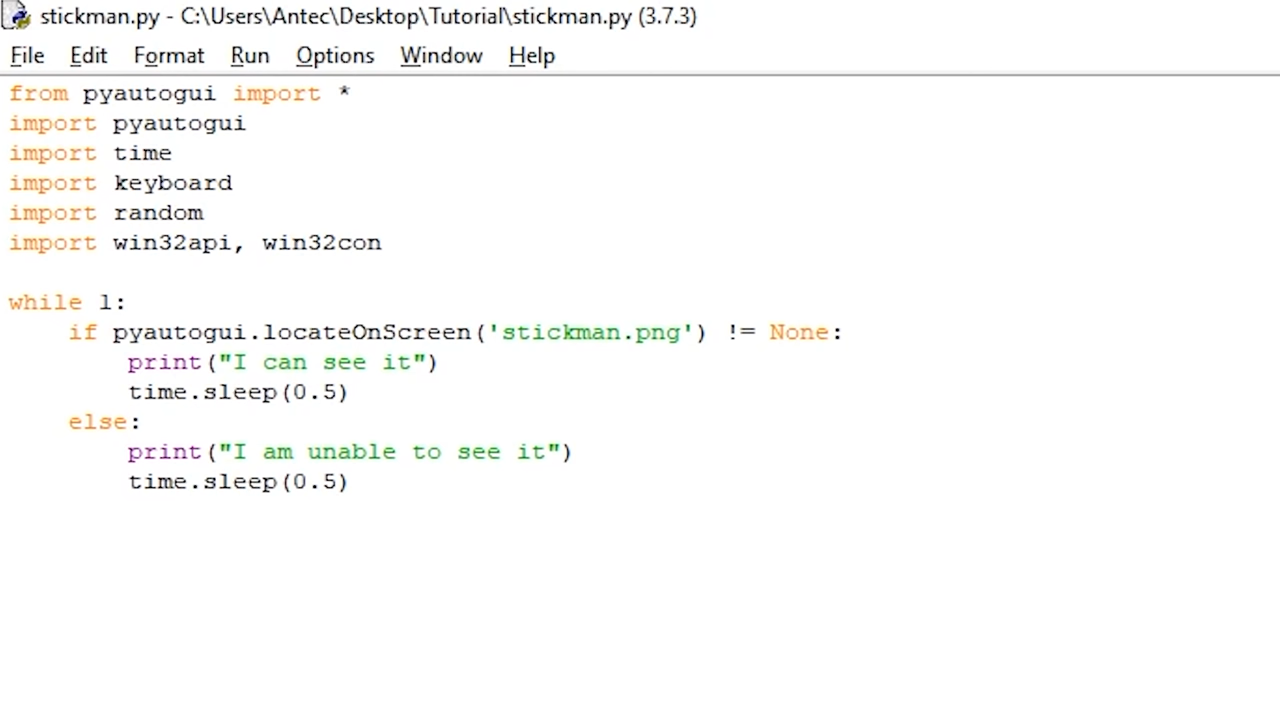 stickman.py - C:\Users\Antec\Desktop\Tutorial\stickman.py (3.7.3)
File Edit Format Run Options Window Help
from pyautogui import *
import pyautogui
import time
import keyboard
import random
import win32api, win32con

while 1:
    if pyautogui.locateOnScreen('stickman.png') != None:
        print("I can see it")
        time.sleep(0.5)
    else:
        print("I am unable to see it")
        time.sleep(0.5)